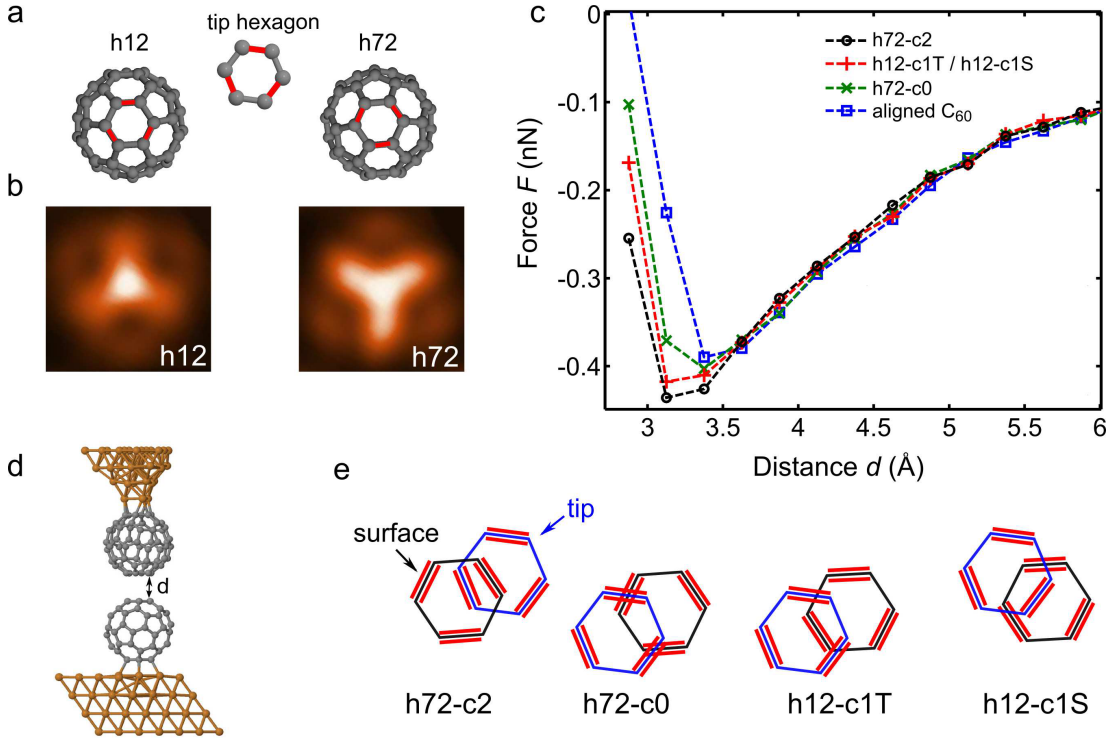 a
h12
tip hexagon
h72
b
h12
h72
c
0
-0.1
-0.2
-0.3
-0.4
Force F (nN)
h72-c2
h12-c1T / h12-c1S
h72-c0
aligned C₆₀
3
3.5
4
4.5
5
5.5
6
Distance d (Å)
d
d
e
surface
tip
h72-c2
h72-c0
h12-c1T
h12-c1S